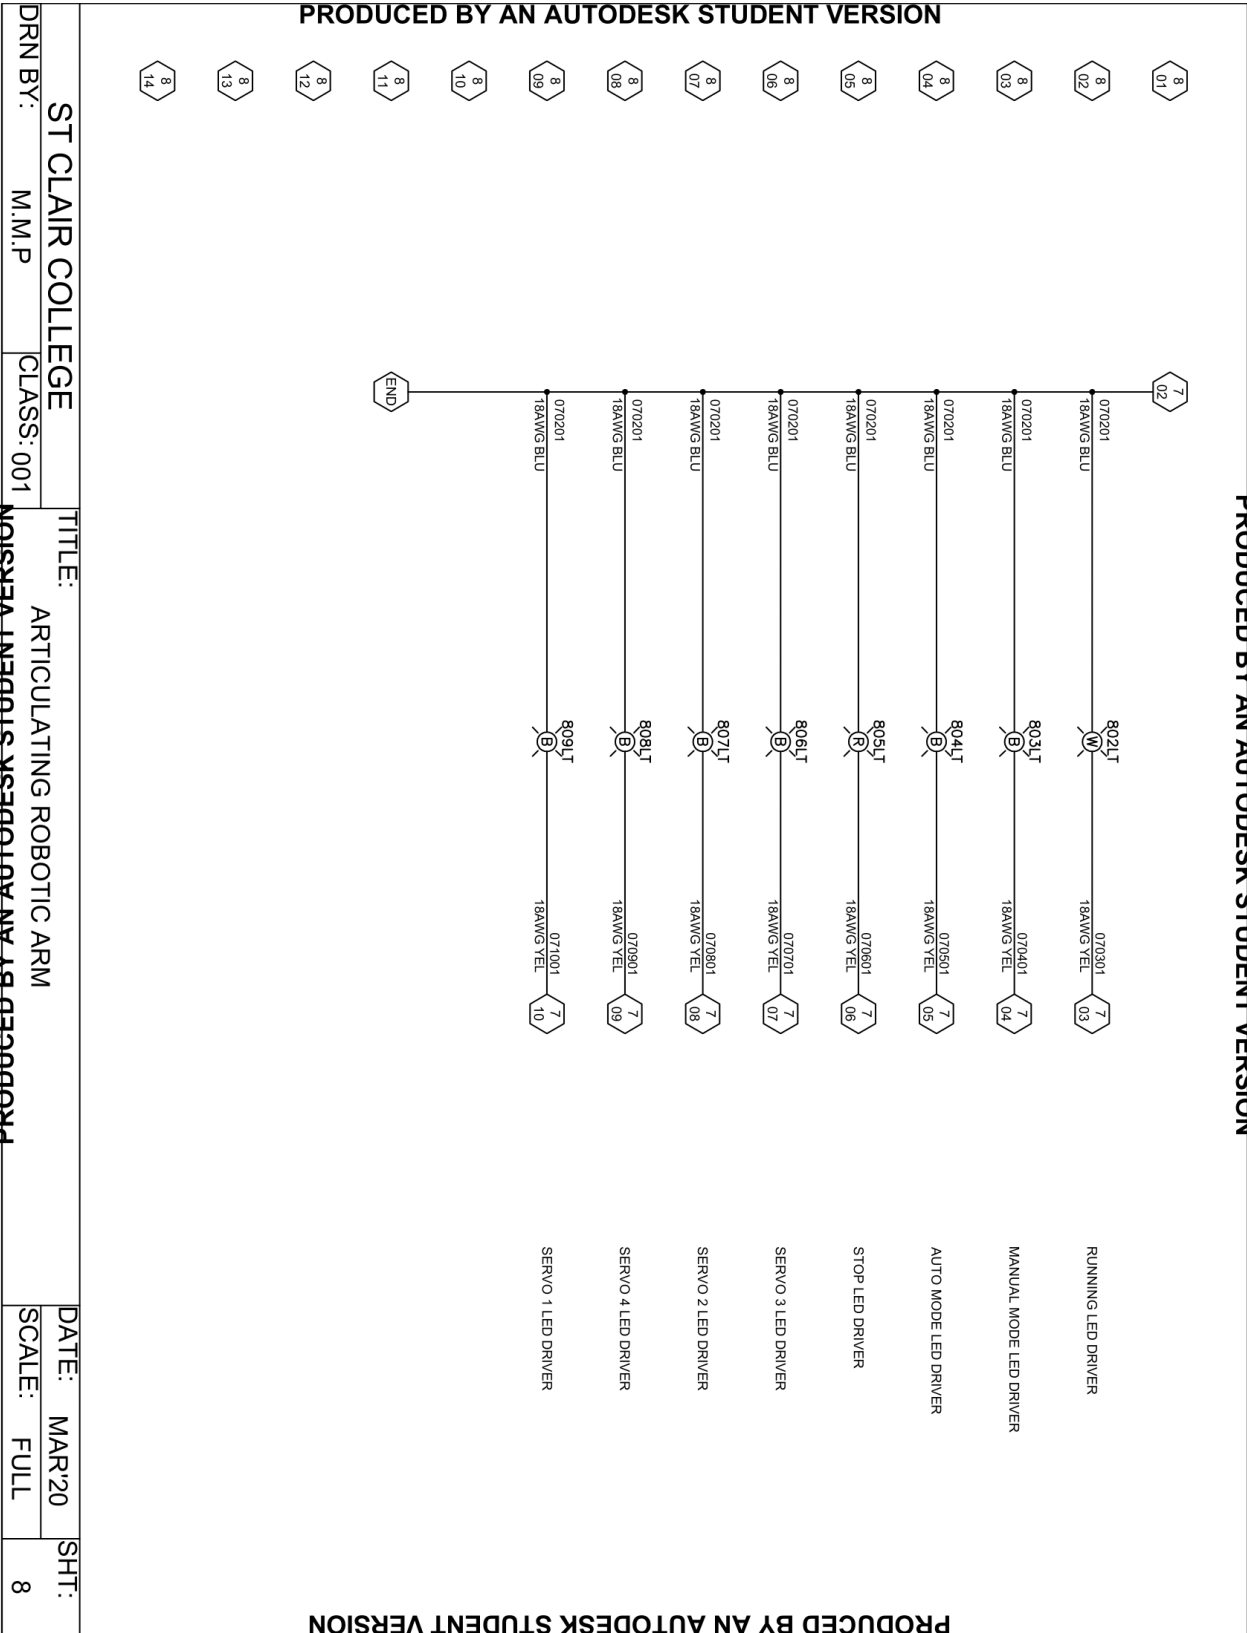 PRODUCED BY AN AUTODESK STUDENT VERSION
8
01
7
02
8
02
070201
18AWG BLU
802LT
W
070301
18AWG YEL
7
03
RUNNING LED DRIVER
8
03
070201
18AWG BLU
803LT
B
070401
18AWG YEL
7
04
MANUAL MODE LED DRIVER
8
04
070201
18AWG BLU
804LT
B
070501
18AWG YEL
7
05
AUTO MODE LED DRIVER
8
05
070201
18AWG BLU
805LT
R
070601
18AWG YEL
7
06
STOP LED DRIVER
8
06
070201
18AWG BLU
806LT
B
070701
18AWG YEL
7
07
SERVO 3 LED DRIVER
8
07
070201
18AWG BLU
807LT
B
070801
18AWG YEL
7
08
SERVO 2 LED DRIVER
8
08
070201
18AWG BLU
808LT
B
070901
18AWG YEL
7
09
SERVO 4 LED DRIVER
8
09
070201
18AWG BLU
809LT
B
071001
18AWG YEL
7
10
SERVO 1 LED DRIVER
8
10
8
11
END
8
12
8
13
8
14
PRODUCED BY AN AUTODESK STUDENT VERSION
PRODUCED BY AN AUTODESK STUDENT VERSION
ST CLAIR COLLEGE
DRN BY: M.M.P
CLASS: 001
TITLE:
ARTICULATING ROBOTIC ARM
DATE: MAR'20
SCALE: FULL
SHT:
8
PRODUCED BY AN AUTODESK STUDENT VERSION